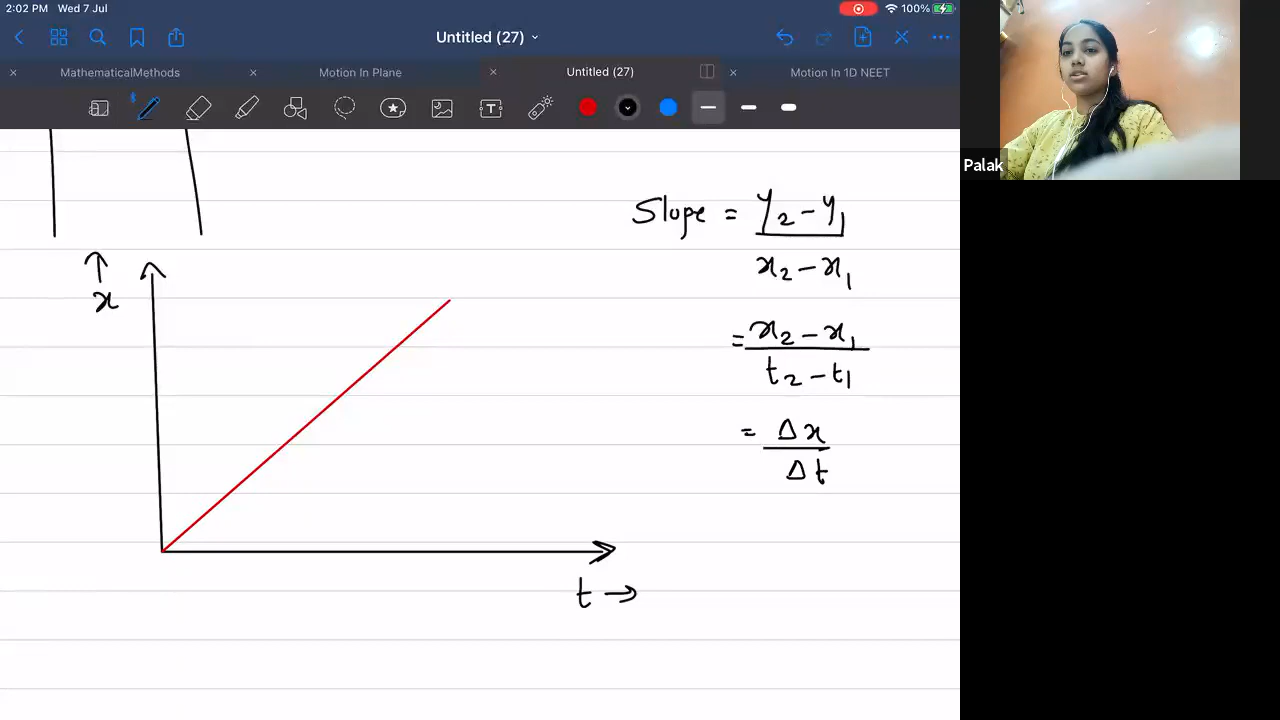 2:02 PM Wed 7 Jul
100%
Untitled (27)
MathematicalMethods
Motion In Plane
Untitled (27)
Motion In 1D NEET
T
Palak
Slope = y₂ - y₁
x₂ - x₁
= x₂ - x₁
t₂ - t₁
= Δx
Δt
↑
x
t →